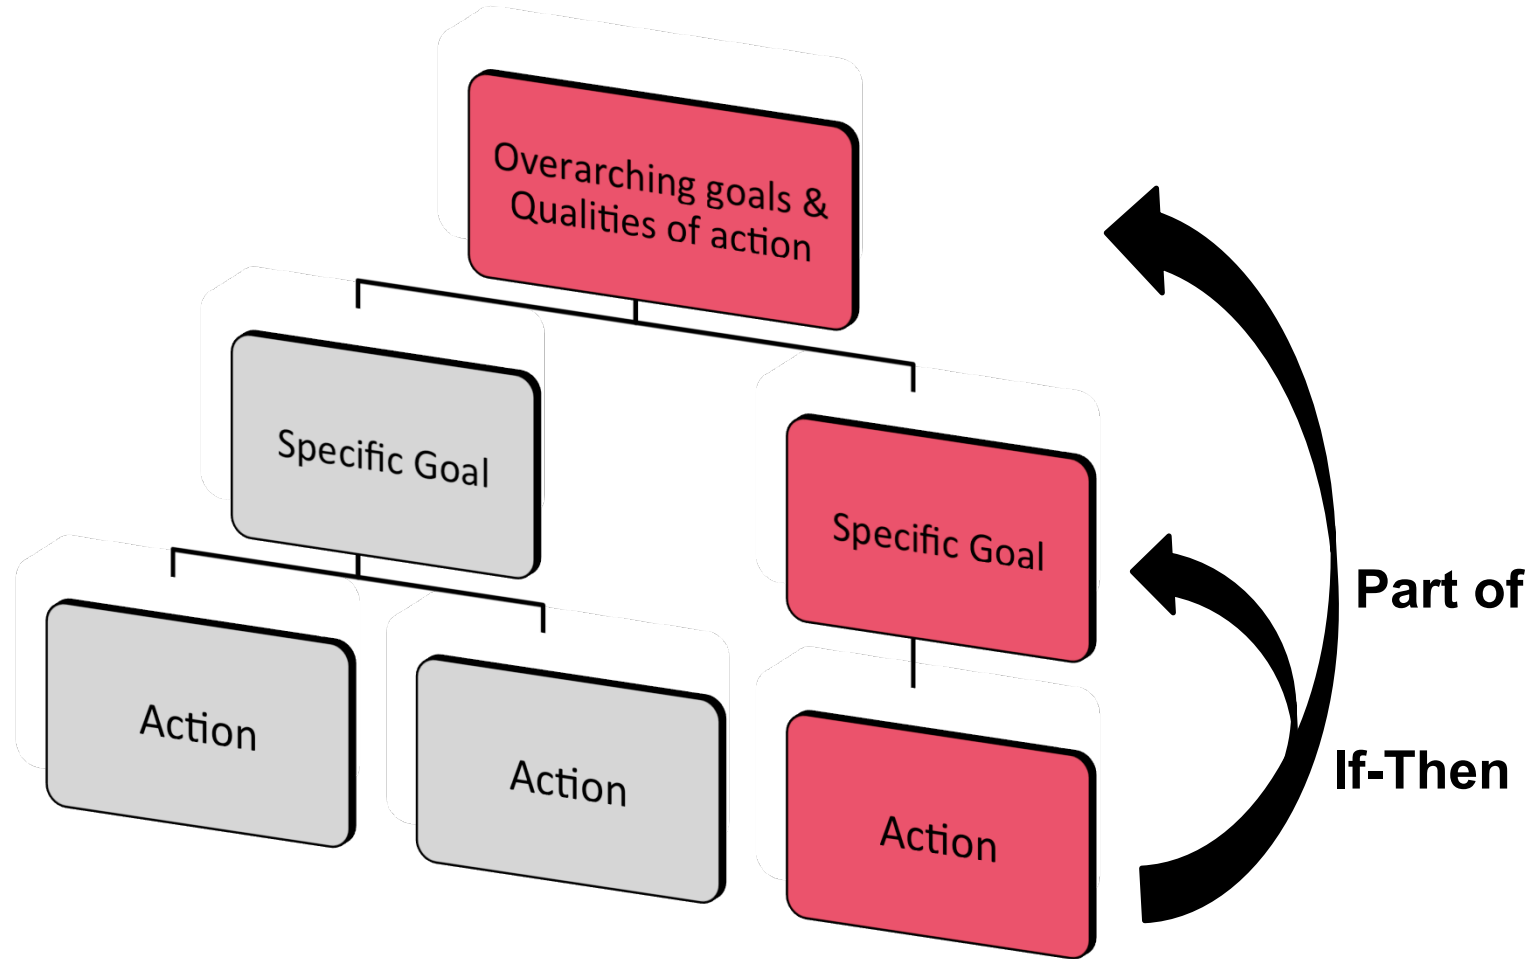 Overarching goals &
Qualities of action
Specific Goal
Specific Goal
Part of
Action
Action
If-Then
Action